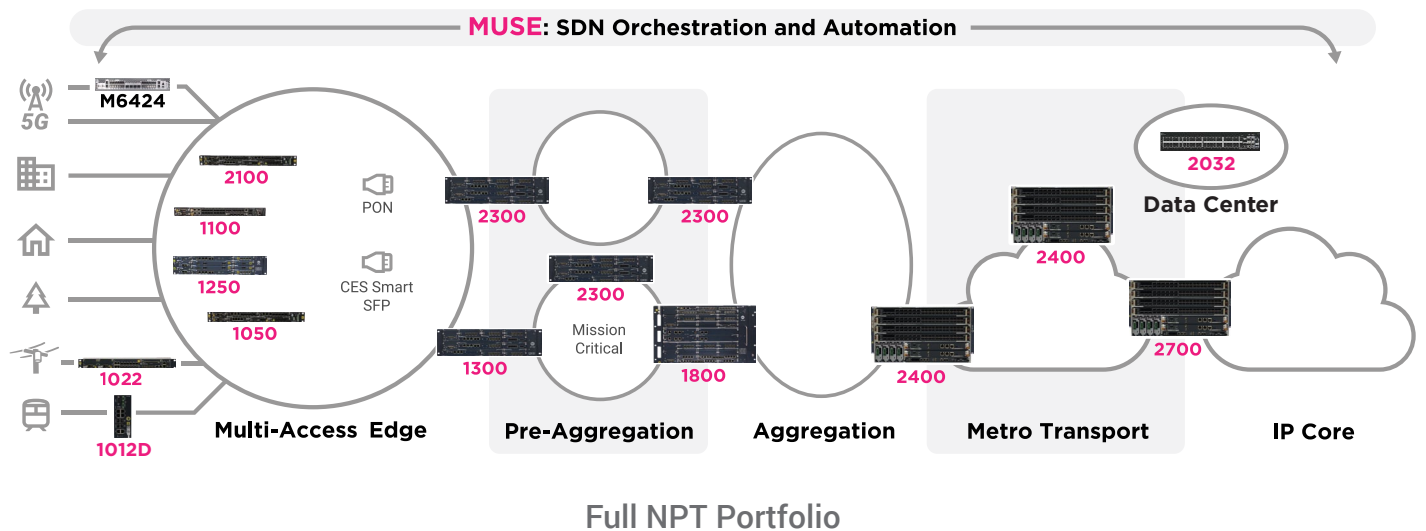 MUSE: SDN Orchestration and Automation
M6424
5G
2100
PON
1100
1250
CES Smart
SFP
1050
1022
1012D
Multi-Access Edge
2300
2300
2300
Mission
Critical
1300
1800
Pre-Aggregation
Aggregation
2400
2400
2032
Data Center
2700
Metro Transport
IP Core
Full NPT Portfolio